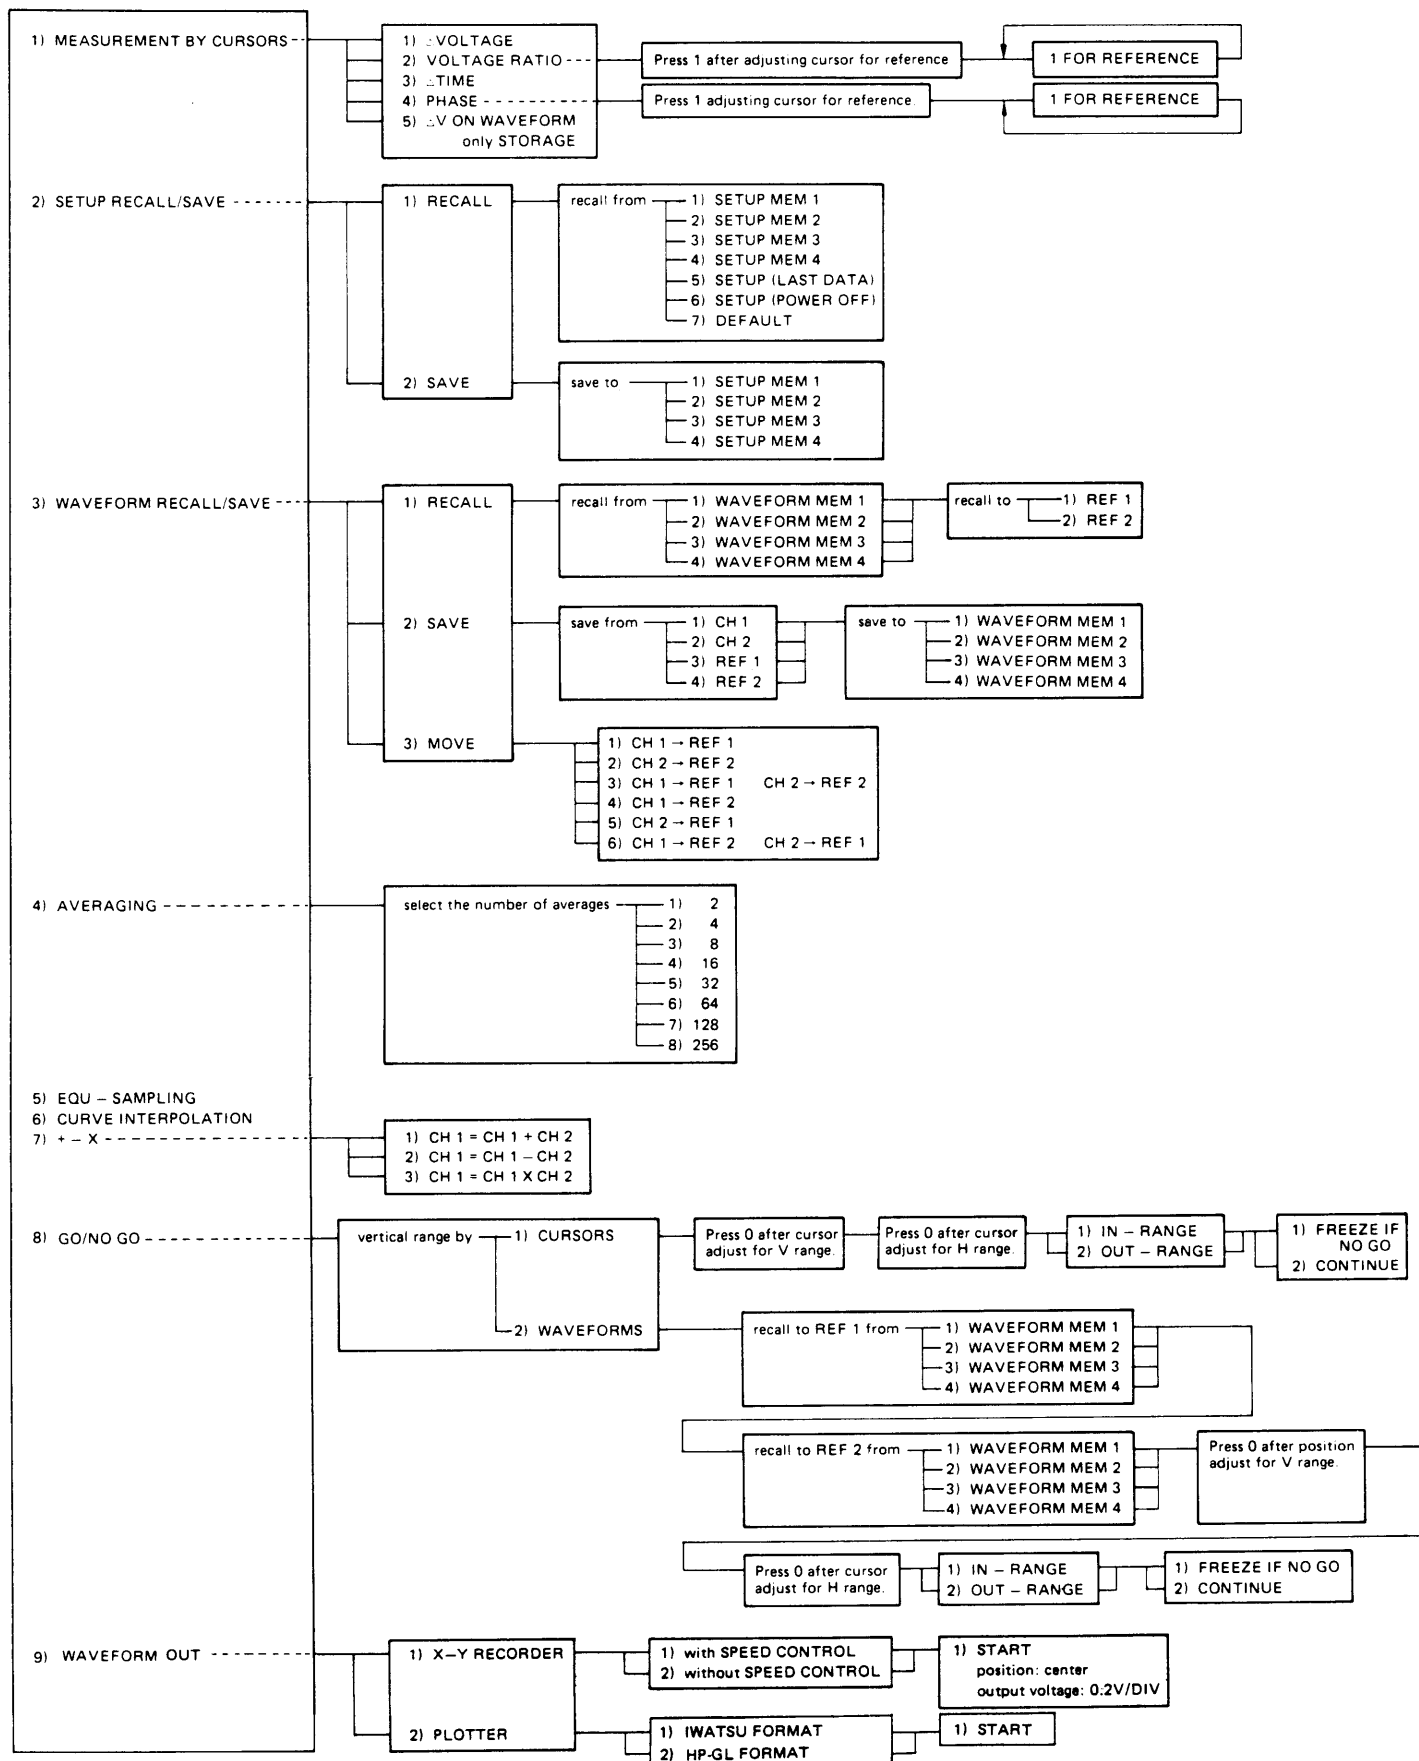 1) MEASUREMENT BY CURSORS
1) △VOLTAGE
2) VOLTAGE RATIO
3) △TIME
4) PHASE
5) △V ON WAVEFORM
only STORAGE
Press 1 after adjusting cursor for reference
1 FOR REFERENCE
Press 1 adjusting cursor for reference.
1 FOR REFERENCE
2) SETUP RECALL/SAVE
1) RECALL
recall from
1) SETUP MEM 1
2) SETUP MEM 2
3) SETUP MEM 3
4) SETUP MEM 4
5) SETUP (LAST DATA)
6) SETUP (POWER OFF)
7) DEFAULT
2) SAVE
save to
1) SETUP MEM 1
2) SETUP MEM 2
3) SETUP MEM 3
4) SETUP MEM 4
3) WAVEFORM RECALL/SAVE
1) RECALL
recall from
1) WAVEFORM MEM 1
2) WAVEFORM MEM 2
3) WAVEFORM MEM 3
4) WAVEFORM MEM 4
recall to
1) REF 1
2) REF 2
2) SAVE
save from
1) CH 1
2) CH 2
3) REF 1
4) REF 2
save to
1) WAVEFORM MEM 1
2) WAVEFORM MEM 2
3) WAVEFORM MEM 3
4) WAVEFORM MEM 4
3) MOVE
1) CH 1 → REF 1
2) CH 2 → REF 2
3) CH 1 → REF 1 CH 2 → REF 2
4) CH 1 → REF 2
5) CH 2 → REF 1
6) CH 1 → REF 2 CH 2 → REF 1
4) AVERAGING
select the number of averages
1) 2
2) 4
3) 8
4) 16
5) 32
6) 64
7) 128
8) 256
5) EQU – SAMPLING
6) CURVE INTERPOLATION
7) + – X
1) CH 1 = CH 1 + CH 2
2) CH 1 = CH 1 – CH 2
3) CH 1 = CH 1 X CH 2
8) GO/NO GO
vertical range by
1) CURSORS
Press 0 after cursor
adjust for V range.
Press 0 after cursor
adjust for H range.
1) IN – RANGE
2) OUT – RANGE
1) FREEZE IF
NO GO
2) CONTINUE
2) WAVEFORMS
recall to REF 1 from
1) WAVEFORM MEM 1
2) WAVEFORM MEM 2
3) WAVEFORM MEM 3
4) WAVEFORM MEM 4
recall to REF 2 from
1) WAVEFORM MEM 1
2) WAVEFORM MEM 2
3) WAVEFORM MEM 3
4) WAVEFORM MEM 4
Press 0 after position
adjust for V range.
Press 0 after cursor
adjust for H range.
1) IN – RANGE
2) OUT – RANGE
1) FREEZE IF NO GO
2) CONTINUE
9) WAVEFORM OUT
1) X–Y RECORDER
1) with SPEED CONTROL
2) without SPEED CONTROL
1) START
position: center
output voltage: 0.2V/DIV
2) PLOTTER
1) IWATSU FORMAT
2) HP-GL FORMAT
1) START